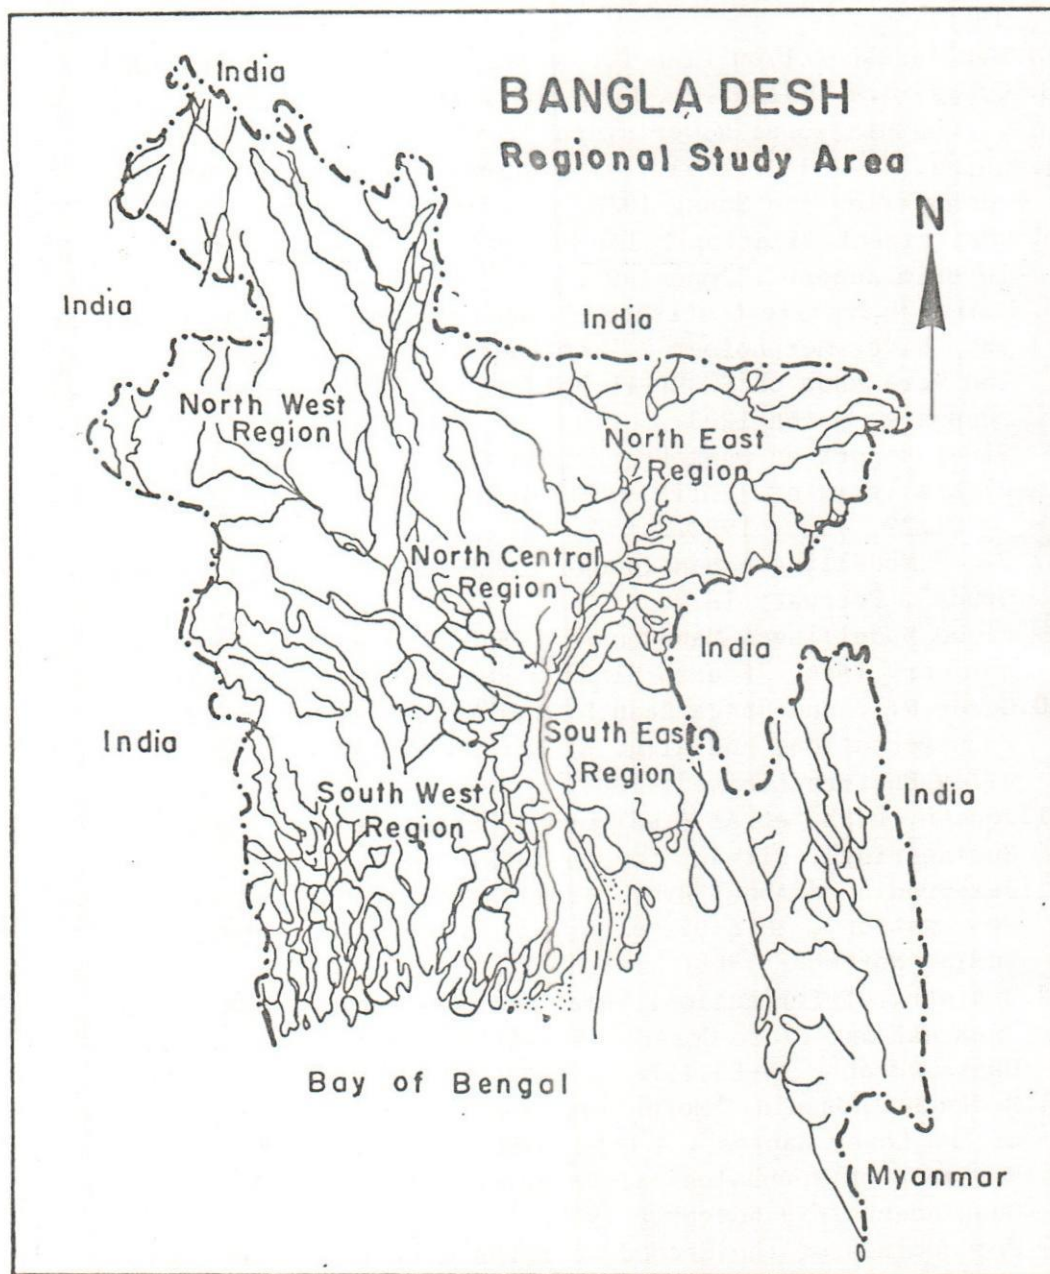 India
BANGLADESH
Regional Study Area
N
India
India
North West
Region
North East
Region
North Central
Region
India
India
South East
Region
South West
Region
India
Bay of Bengal
Myanmar